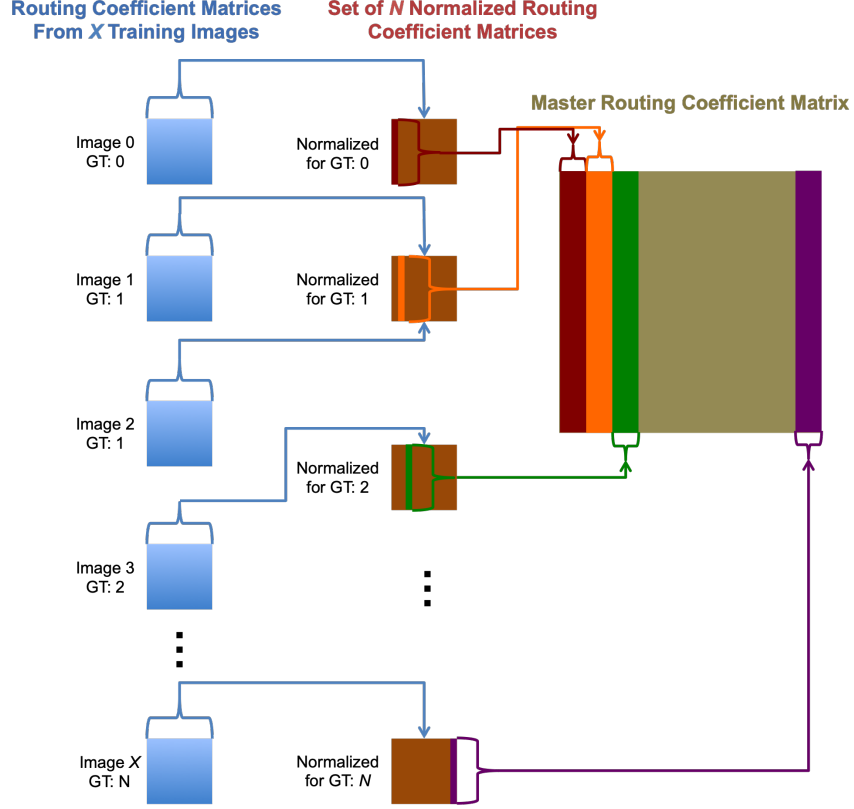 Routing Coefficient Matrices
From X Training Images
Set of N Normalized Routing
Coefficient Matrices
Master Routing Coefficient Matrix
Image 0
GT: 0
Normalized
for GT: 0
Image 1
GT: 1
Normalized
for GT: 1
Image 2
GT: 1
Normalized
for GT: 2
Image 3
GT: 2
Image X
GT: N
Normalized
for GT: N